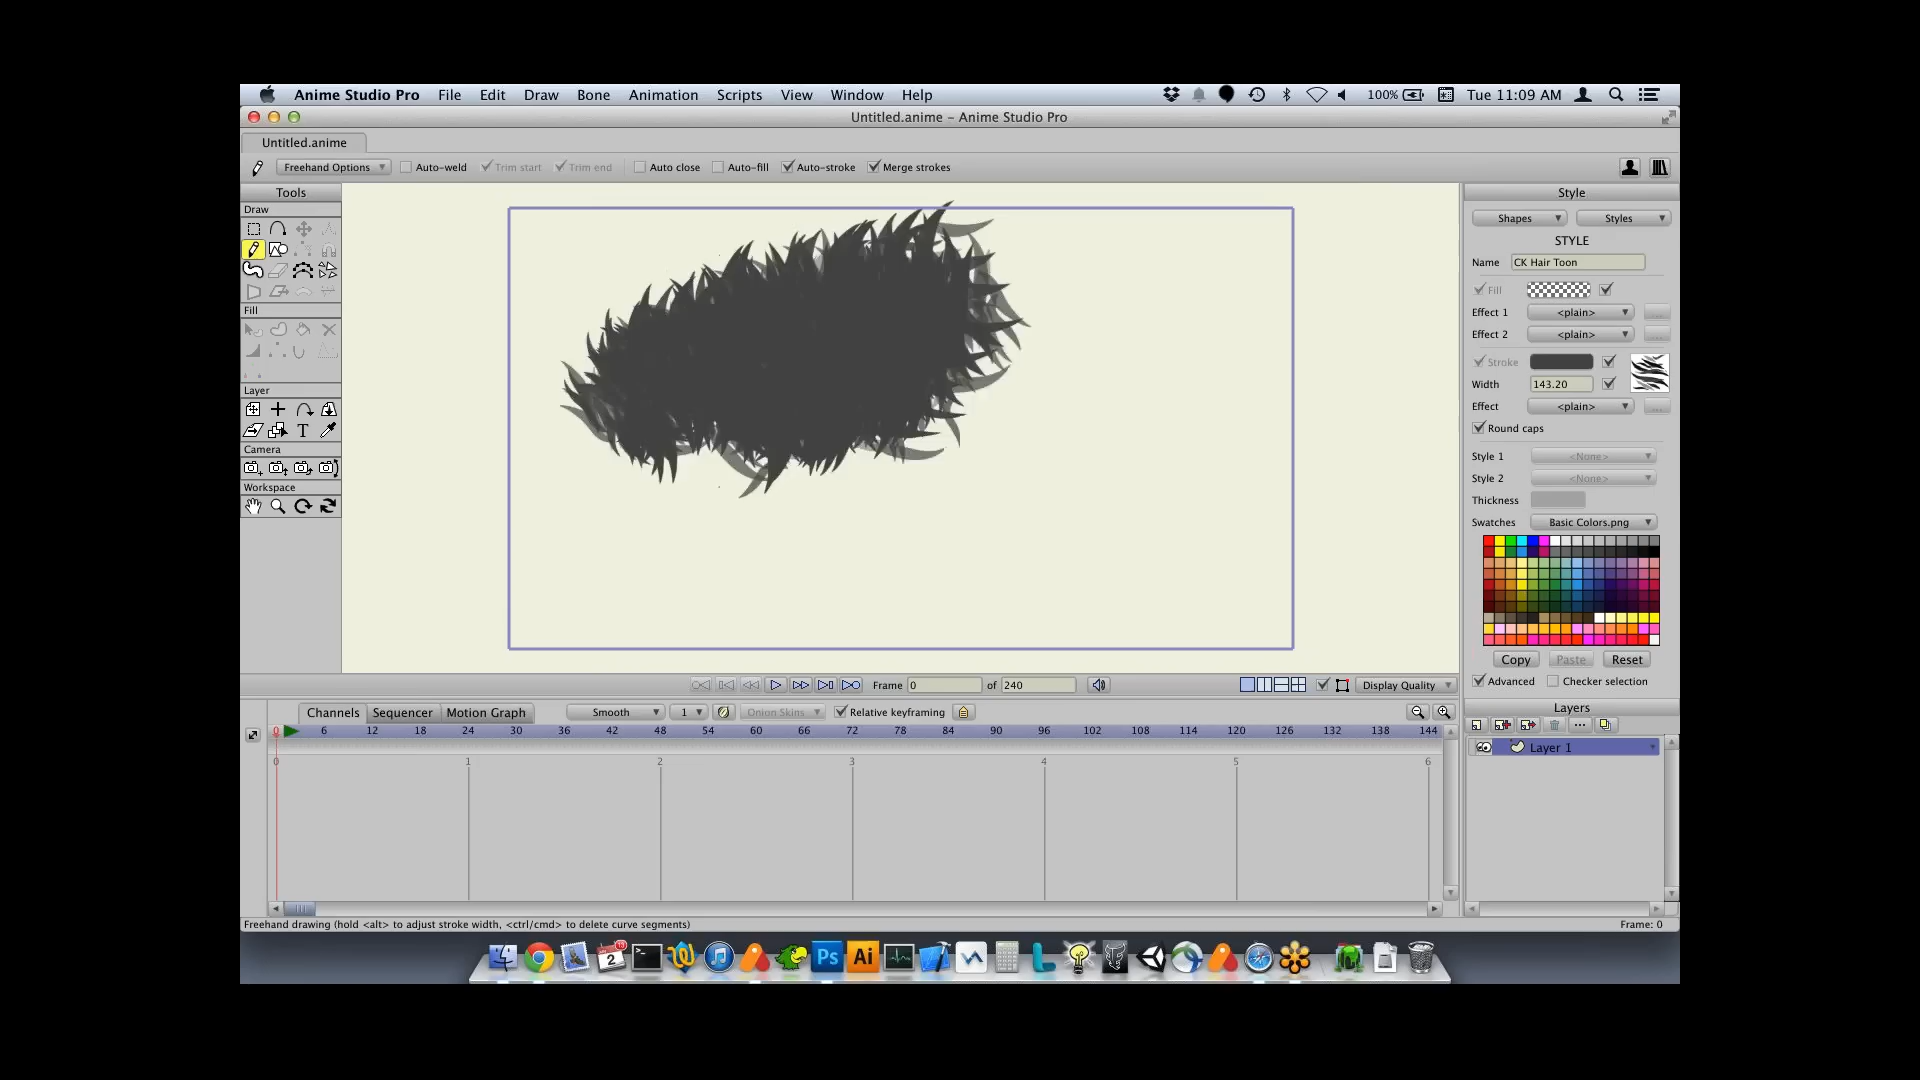 Anime Studio Pro File Edit Draw Bone Animation Scripts View Window Help 100% Tue 11:09 AM
Untitled.anime – Anime Studio Pro
Untitled.anime
Freehand Options Auto-weld Trim start Trim end Auto close Auto-fill Auto-stroke Merge strokes
Tools
Draw
Fill
Layer
T
Camera
Workspace
Style
Shapes Styles
STYLE
Name CK Hair Toon
Fill
Effect 1 <plain> ...
Effect 2 <plain> ...
Stroke
Width 143.20
Effect <plain> ...
Round caps
Style 1 <None>
Style 2 <None>
Thickness
Swatches Basic Colors.png
Copy Paste Reset
Advanced Checker selection
Frame 0 of 240 Display Quality
Channels Sequencer Motion Graph Smooth 1 Onion Skins Relative keyframing
0 6 12 18 24 30 36 42 48 54 60 66 72 78 84 90 96 102 108 114 120 126 132 138 144
0 1 2 3 4 5 6
Layers
Layer 1
Freehand drawing (hold <alt> to adjust stroke width, <ctrl/cmd> to delete curve segments) Frame: 0
2 Ps Ai